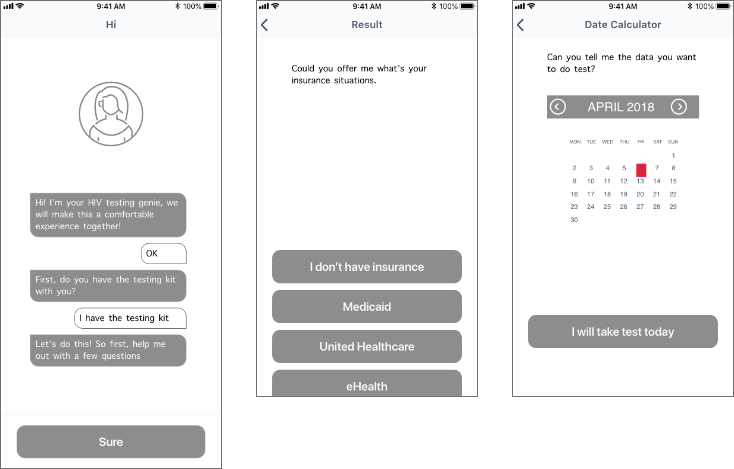 9:41 AM
100%
Hi
Hi! I'm your HIV testing genie, we
will make this a comfortable
experience together!
OK
First, do you have the testing kit
with you?
I have the testing kit
Let's do this! So first, help me
out with a few questions
Sure
9:41 AM
100%
Result
Could you offer me what's your
insurance situations.
I don't have insurance
Medicaid
United Healthcare
eHealth
9:41 AM
100%
Date Calculator
Can you tell me the data you want
to do test?
APRIL 2018
MON TUE WED THU FRI SAT SUN
1
2 3 4 5 7 8
9 10 11 12 13 14 15
16 17 18 19 20 21 22
23 24 25 26 27 28 29
30
I will take test today